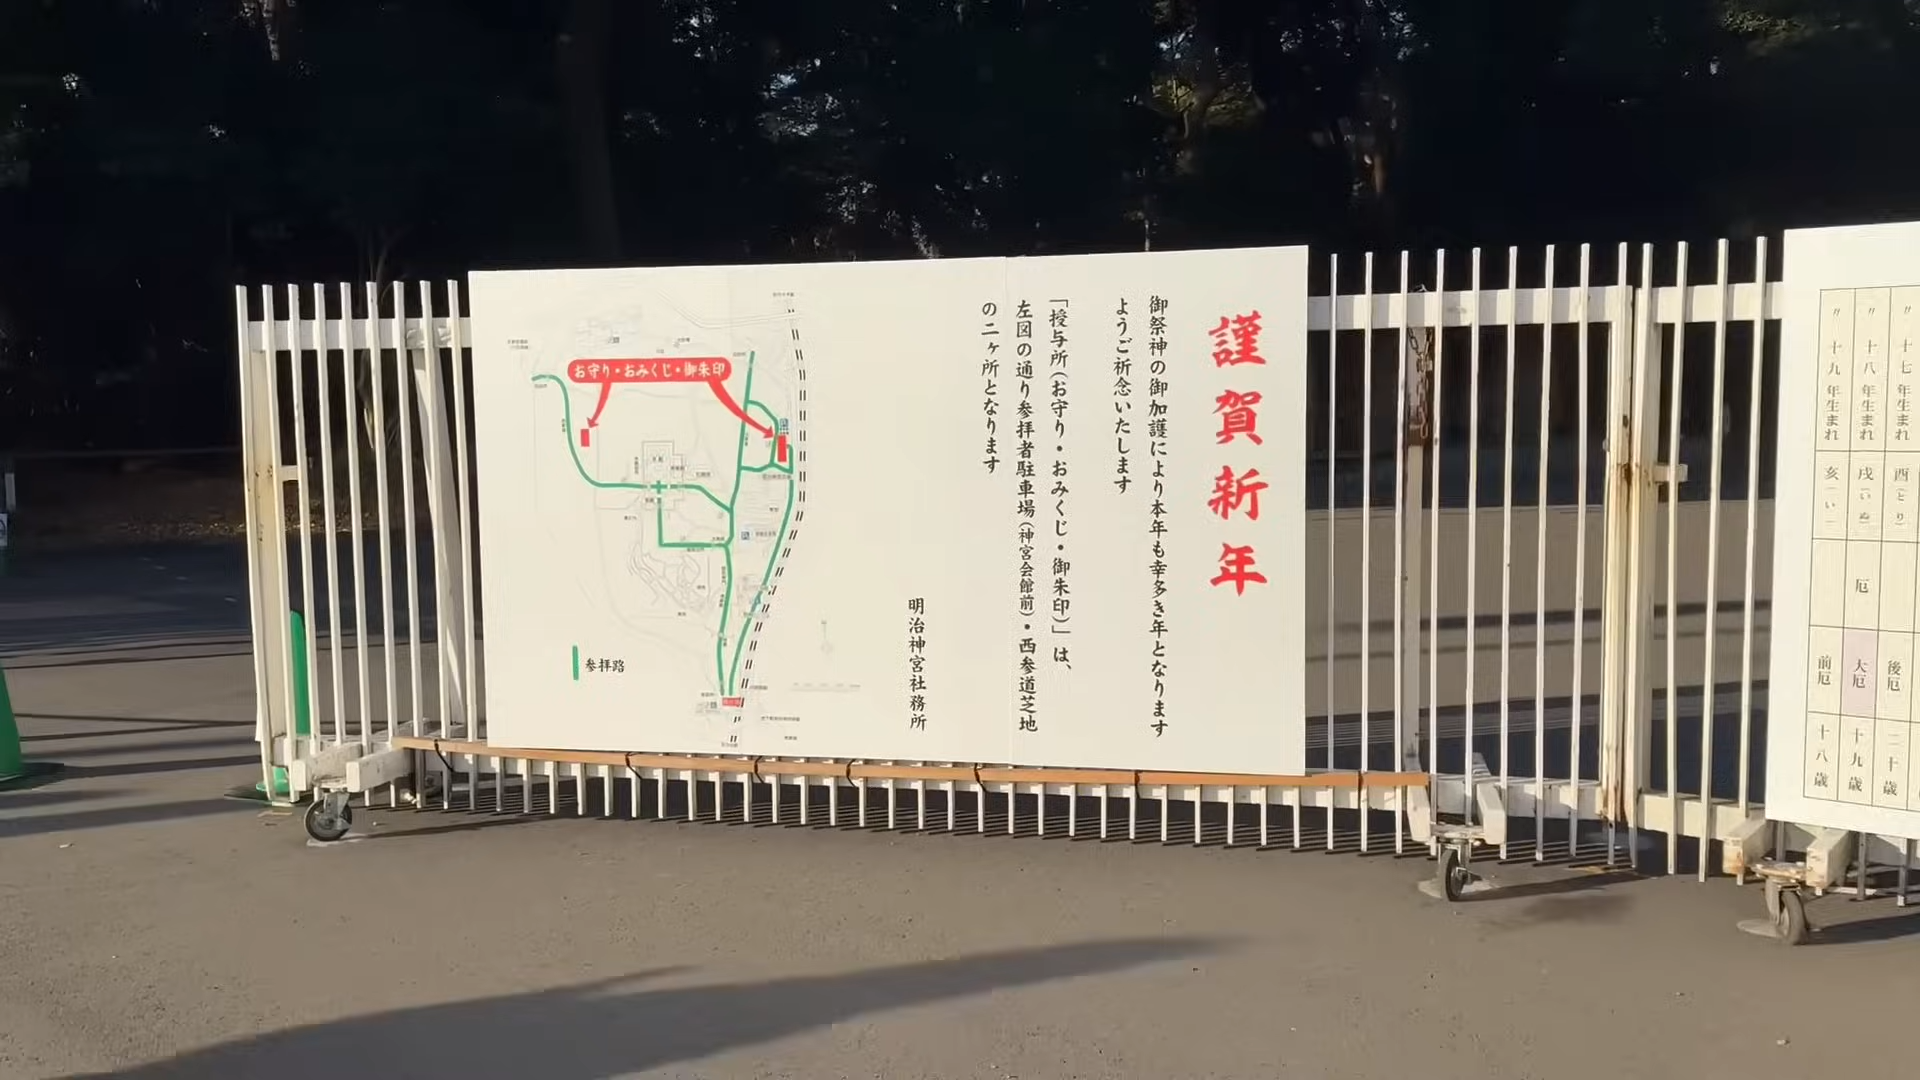 謹賀新年
御祭神の御加護により本年も幸多き年となります
ようご祈念いたします
「授与所(お守り・おみくじ・御朱印)」は、
左図の通り参拝者駐車場(神宮会館前)・西参道芝地
の二ヶ所となります
明治神宮社務所
お守り・おみくじ・御朱印
参拝路
〃 十七年生まれ 酉(とり) 後厄 二十歳
〃 十八年生まれ 戌(いぬ) 厄 大厄 十九歳
〃 十九年生まれ 亥(い) 前厄 十八歳